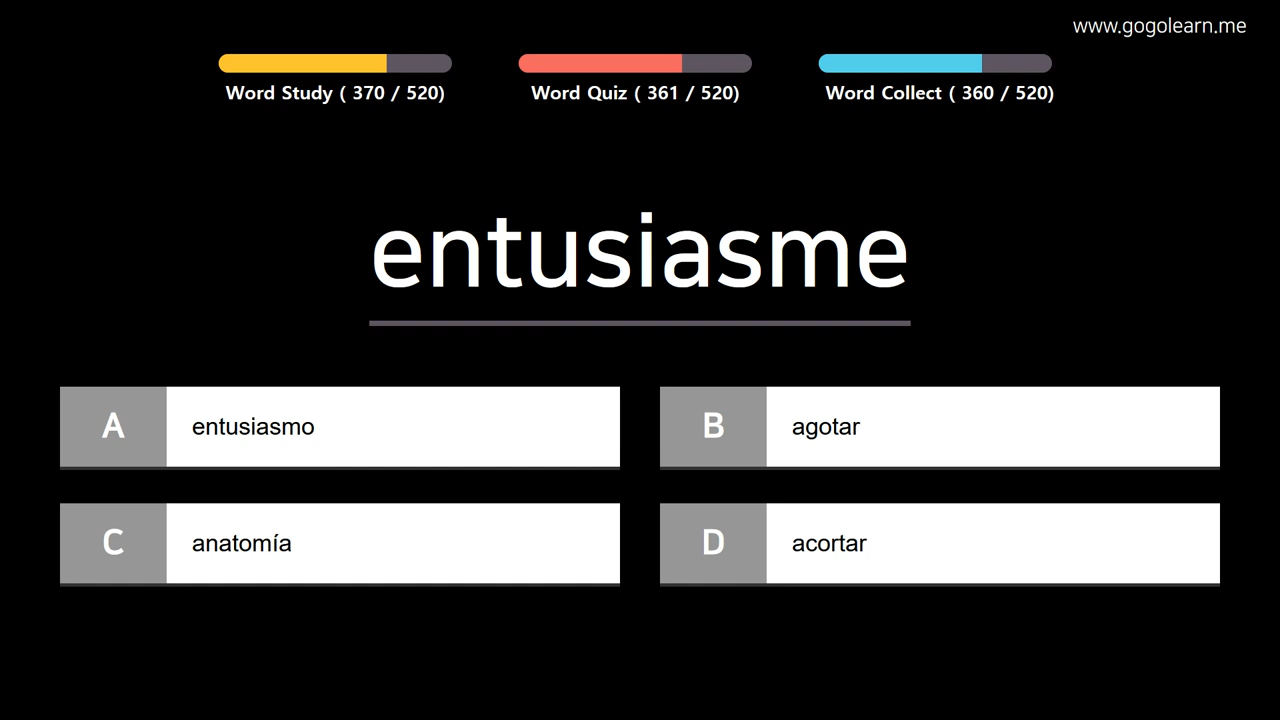 www.gogolearn.me
Word Study ( 370 / 520)
Word Quiz ( 361 / 520)
Word Collect ( 360 / 520)
entusiasme
A entusiasmo
B agotar
C anatomía
D acortar